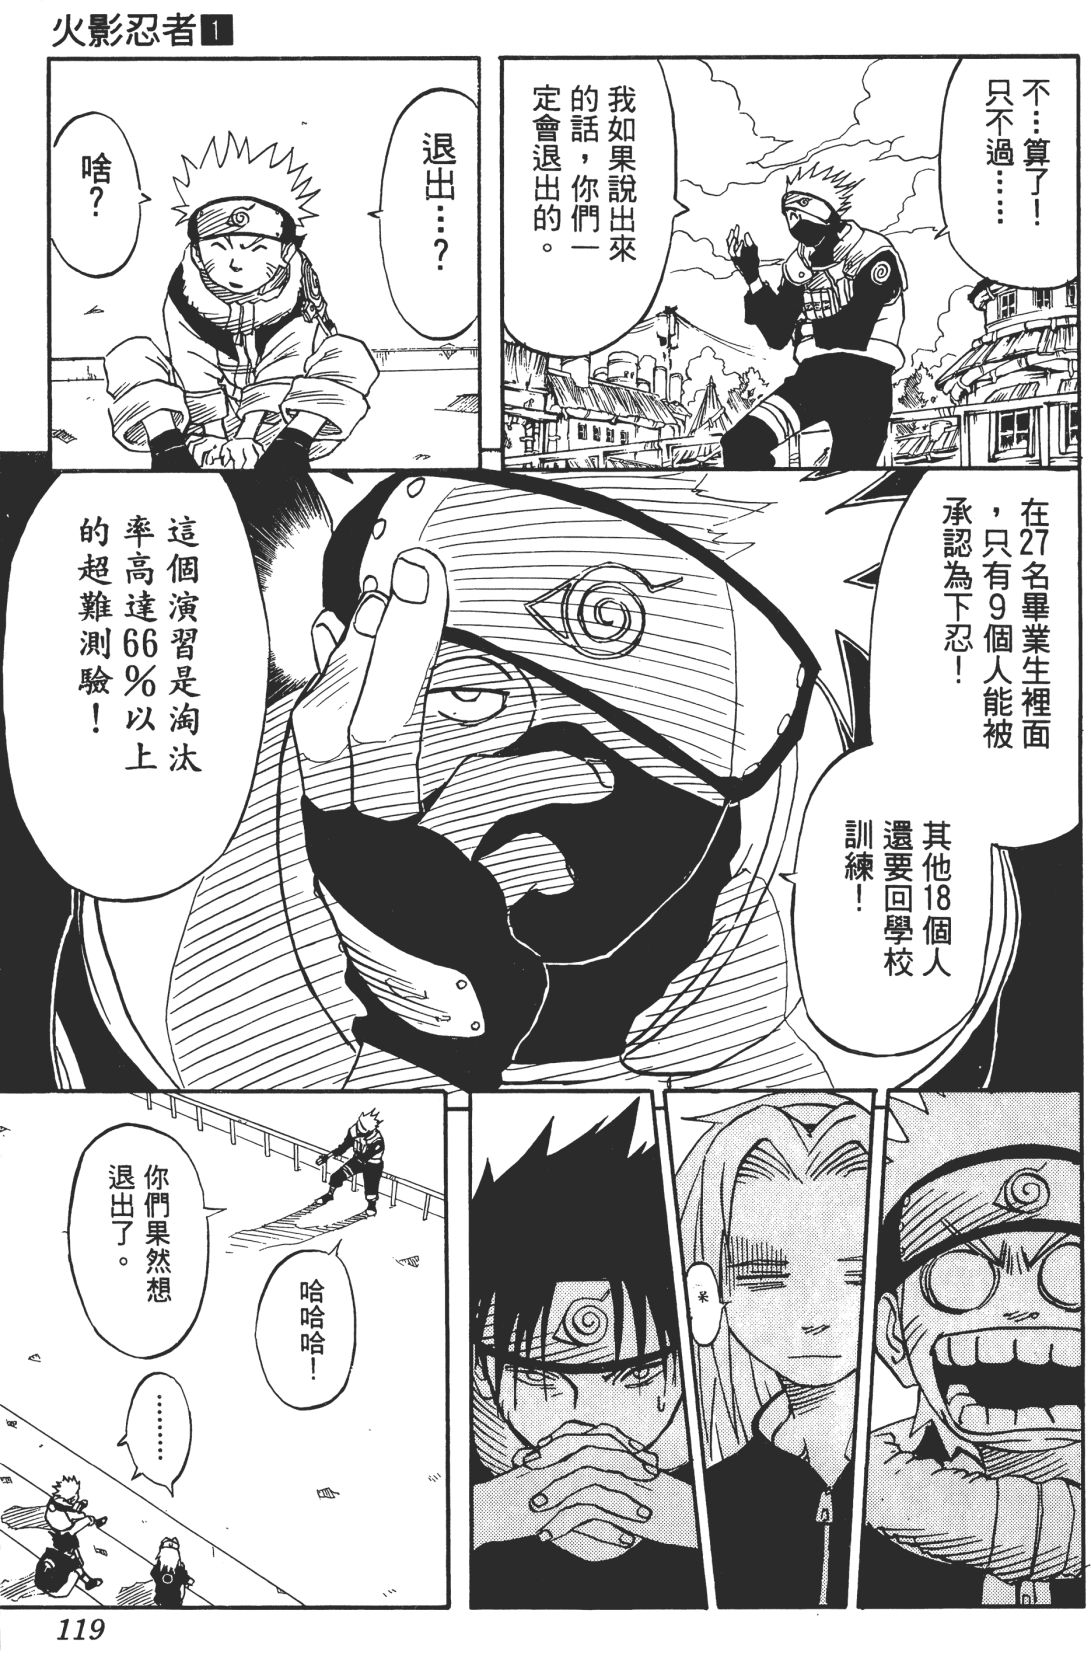 火影忍者1
不…算了！
只不過……
我如果說出來
的話，你們一
定會退出的。
退出…？
啥？
在27名畢業生裡面
，只有9個人能被
承認為下忍！
其他18個人
還要回學校
訓練！
這個演習是淘汰
率高達66%以上
的超難測驗！
呆
哈哈哈！
你們果然想
退出了。
………
119